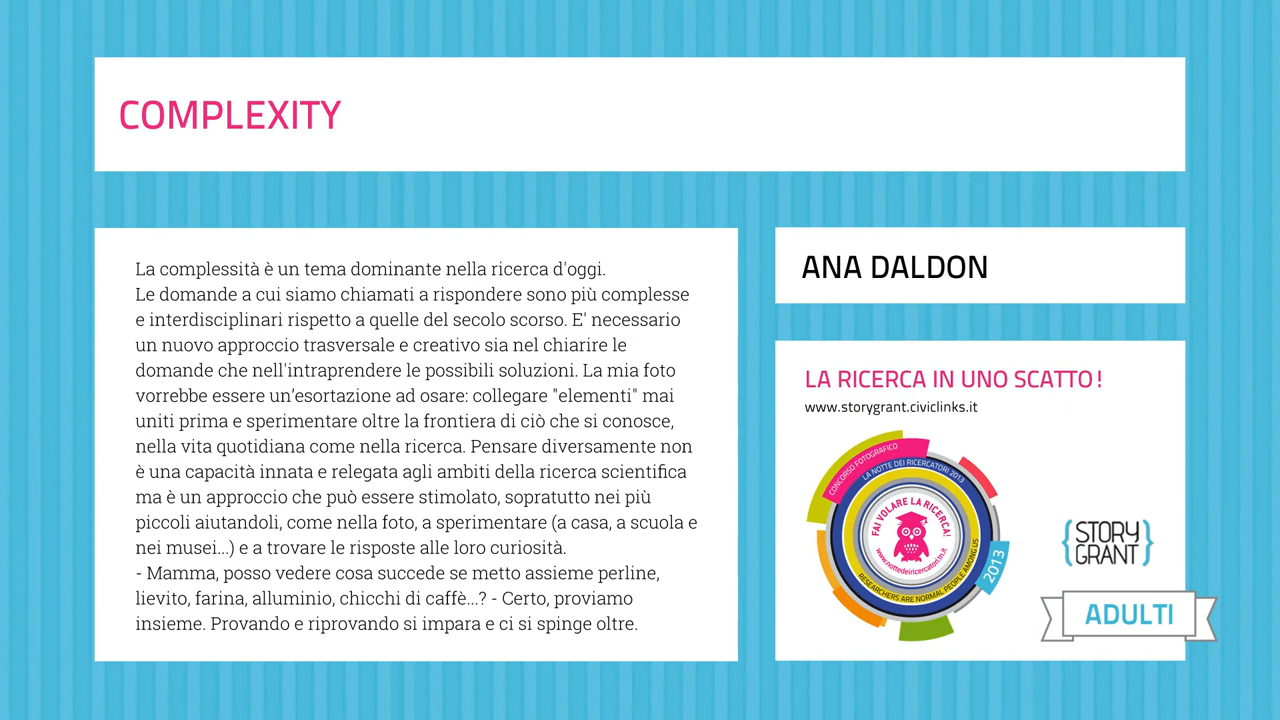 COMPLEXITY
La complessità è un tema dominante nella ricerca d'oggi.
Le domande a cui siamo chiamati a rispondere sono più complesse
e interdisciplinari rispetto a quelle del secolo scorso. E' necessario
un nuovo approccio trasversale e creativo sia nel chiarire le
domande che nell'intraprendere le possibili soluzioni. La mia foto
vorrebbe essere un'esortazione ad osare: collegare "elementi" mai
uniti prima e sperimentare oltre la frontiera di ciò che si conosce,
nella vita quotidiana come nella ricerca. Pensare diversamente non
è una capacità innata e relegata agli ambiti della ricerca scientifica
ma è un approccio che può essere stimolato, sopratutto nei più
piccoli aiutandoli, come nella foto, a sperimentare (a casa, a scuola e
nei musei...) e a trovare le risposte alle loro curiosità.
- Mamma, posso vedere cosa succede se metto assieme perline,
lievito, farina, alluminio, chicchi di caffè...? - Certo, proviamo
insieme. Provando e riprovando si impara e ci si spinge oltre.
ANA DALDON
LA RICERCA IN UNO SCATTO!
www.storygrant.civiclinks.it
CONCORSO FOTOGRAFICO
LA NOTTE DEI RICERCATORI 2013
FAI VOLARE LA RICERCA!
www.nottedeiricercatori.tn.it
RESEARCHERS ARE NORMAL PEOPLE AMONG US
2013
{STORY
GRANT}
ADULTI